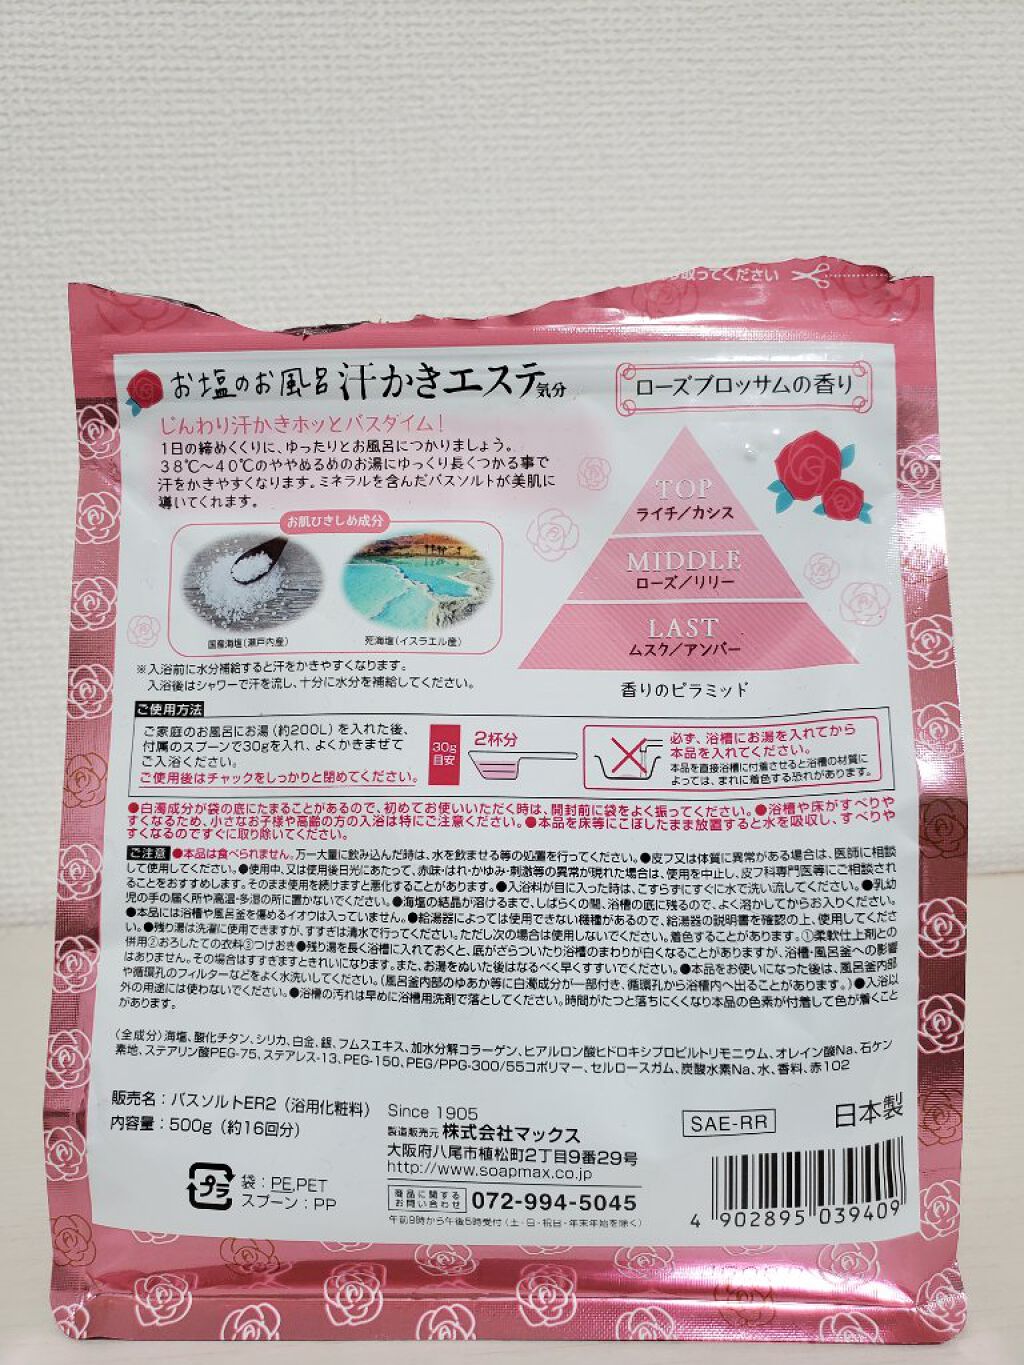 取ってください
お塩のお風呂 汗かきエステ気分
ローズブロッサムの香り
じんわり汗かきホッとバスタイム!
1日の締めくくりに、ゆったりとお風呂につかりましょう。
38℃～40℃のややぬるめのお湯にゆっくり長くつかる事で
汗をかきやすくなります。ミネラルを含んだバスソルトが美肌に
導いてくれます。
お肌ひきしめ成分
国産海塩(瀬戸内産)
死海塩(イスラエル産)
TOP
ライチ/カシス
MIDDLE
ローズ/リリー
LAST
ムスク/アンバー
香りのピラミッド
※入浴前に水分補給すると汗をかきやすくなります。
入浴後はシャワーで汗を流し、十分に水分を補給してください。
ご使用方法
ご家庭のお風呂にお湯(約200L)を入れた後、
付属のスプーンで30gを入れ、よくかきまぜて
ご入浴ください。
ご使用後はチャックをしっかりと閉めてください。
30g
目安
2杯分
必ず、浴槽にお湯を入れてから
本品を入れてください。
本品を直接浴槽に付着させると浴槽の材質に
よっては、まれに着色する恐れがあります。
●白濁成分が袋の底にたまることがあるので、初めてお使いいただく時は、開封前に袋をよく振ってください。●浴槽や床がすべりや
すくなるため、小さなお子様や高齢の方の入浴は特にご注意ください。●本品を床等にこぼしたまま放置すると水を吸収し、すべりや
すくなるのですぐに取り除いてください。
ご注意 ●本品は食べられません。万一大量に飲み込んだ時は、水を飲ませる等の処置を行ってください。●皮フ又は体質に異常がある場合は、医師に相談
して使用してください。●使用中、又は使用後日光にあたって、赤味・はれ・かゆみ・刺激等の異常が現れた場合は、使用を中止し、皮フ科専門医等にご相談され
ることをおすすめします。そのまま使用を続けますと悪化することがあります。●入浴料が目に入った時は、こすらずにすぐに水で洗い流してください。●乳幼
児の手の届く所や高温・多湿の所に置かないでください。●海塩の結晶が溶けるまで、しばらくの間、浴槽の底に残るので、よく溶かしてからお入りください。
●本品には浴槽や風呂釜を傷めるイオウは入っていません。●給湯器によっては使用できない機種があるので、給湯器の説明書を確認の上、使用してくださ
い。●残り湯は洗濯に使用できますが、すすぎは清水で行ってください。ただし次の場合は使用しないでください。着色することがあります。①柔軟仕上剤との
併用②おろしたての衣料③つけおき●残り湯を長く浴槽に入れておくと、底がざらついたり浴槽のまわりが白くなることがありますが、浴槽・風呂釜への影響
はありません。その場合はすすぎますときれいになります。また、お湯をぬいた後はなるべく早くすすいでください。●本品をお使いになった後は、風呂釜内部
や循環孔のフィルターなどをよく水洗いしてください。(風呂釜内部のゆあか等に白濁成分が一部付き、循環孔から浴槽内へ出ることがあります。)●入浴以
外の用途には使わないでください。●浴槽の汚れは早めに浴槽用洗剤で落としてください。時間がたつと落ちにくくなり本品の色素が付着して色が着くこと
があります。
〈全成分〉海塩、酸化チタン、シリカ、白金、銀、フムスエキス、加水分解コラーゲン、ヒアルロン酸ヒドロキシプロピルトリモニウム、オレイン酸Na、石ケン
素地、ステアリン酸PEG-75、ステアレス-13、PEG-150、PEG/PPG-300/55コポリマー、セルロースガム、炭酸水素Na、水、香料、赤102
販売名:バスソルトER2(浴用化粧料)
内容量:500g(約16回分)
プラ
袋:PE,PET
スプーン:PP
Since 1905
製造販売元 株式会社マックス
大阪府八尾市植松町2丁目9番29号
http://www.soapmax.co.jp
商品に関する
お問い合わせ 072-994-5045
午前9時から午後5時受付(土・日・祝日・年末年始を除く)
SAE-RR
日本製
4 902895 039409